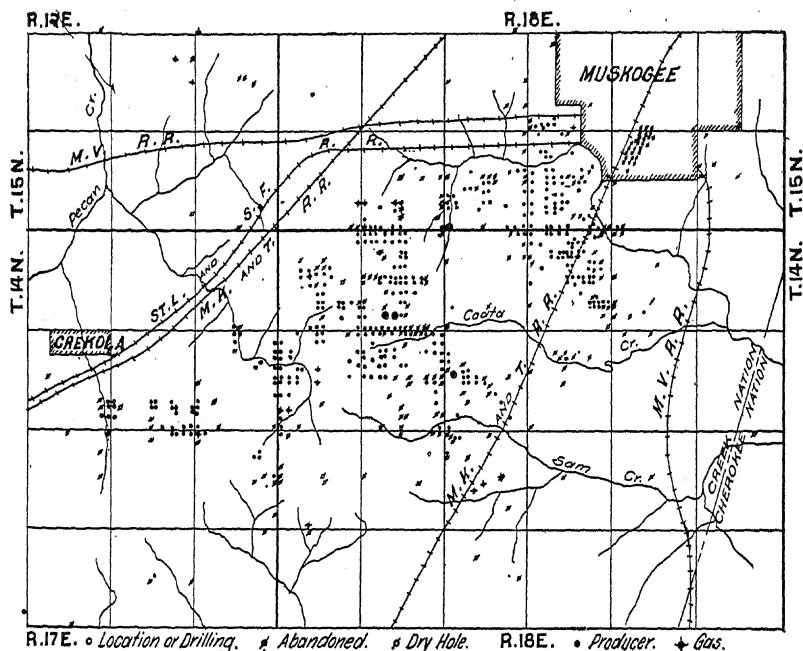 R.17E. R.18E.
MUSKOGEE
Cr.
M.V. R.R. R. R.
T.15N. T.15N.
Pecan
S. F. R.R.
T.14N. T.14N.
ST.L. AND
M.K. AND T.
Coata Cr.
CREKOLA
M.K. AND T. R.R.
M.V. R.R.
Sam Cr.
CREEK NATION
CHEROKEE NATION
R.17E. Location or Drilling. Abandoned. Dry Hole. R.18E. Producer. Gas.